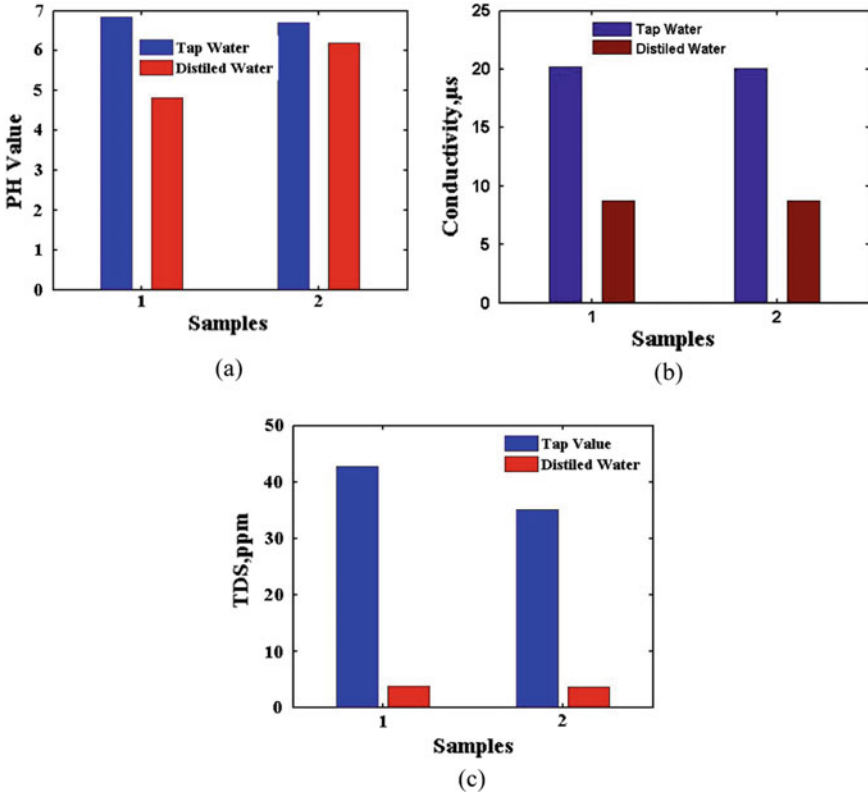 7
6
5
4
3
2
1
0
PH Value
Tap Water
Distiled Water
1 2
Samples
(a)
25
20
15
10
5
0
Conductivity,µs
Tap Water
Distiled Water
1 2
Samples
(b)
50
40
30
20
10
0
TDS,ppm
Tap Value
Distiled Water
1 2
Samples
(c)